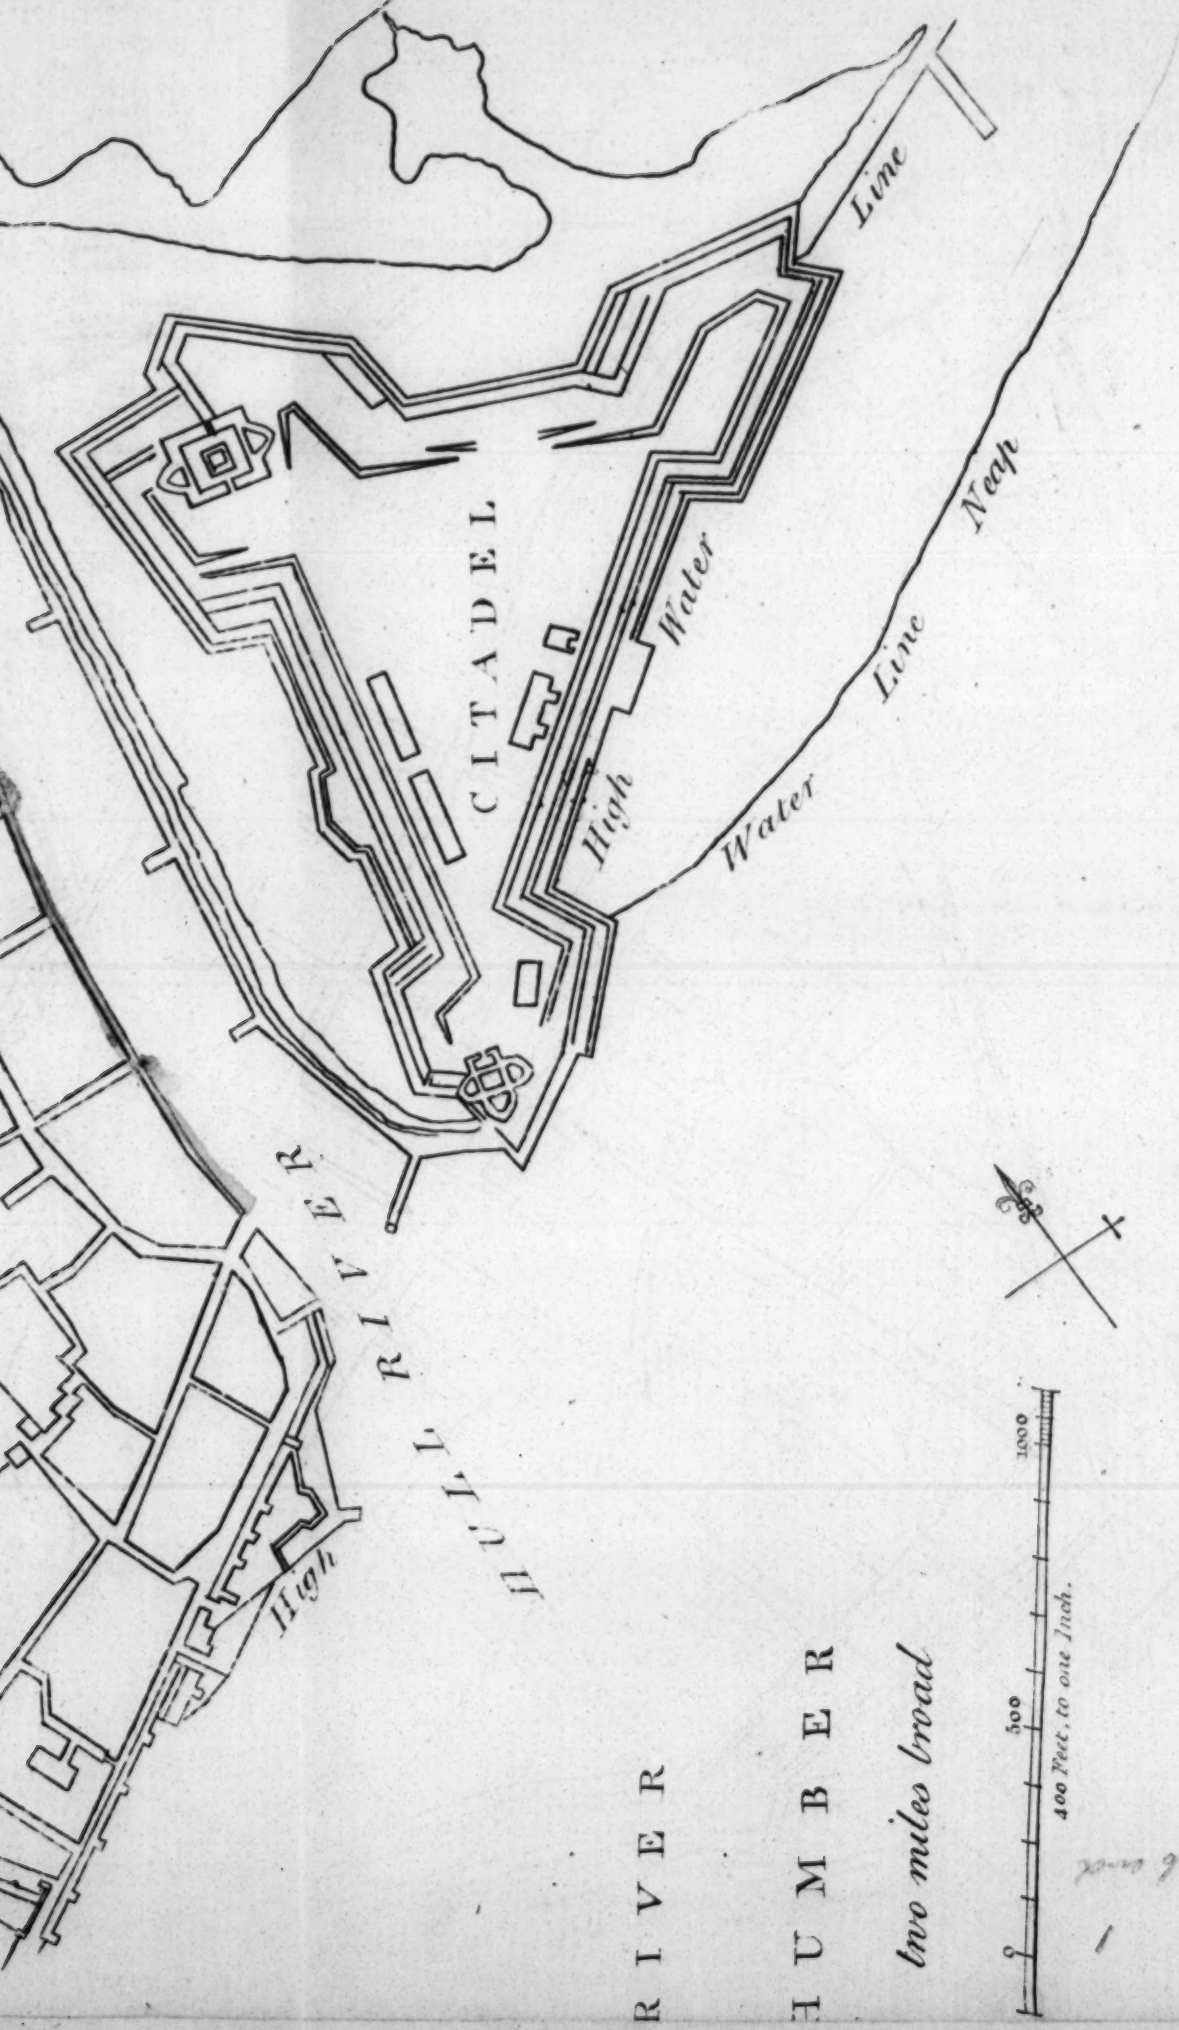 CITADEL
High Water Line
Neap
Line
Water
HULL RIVER
High
RIVER
HUMBER
two miles broad
0 500 1000
400 Feet, to one Inch.